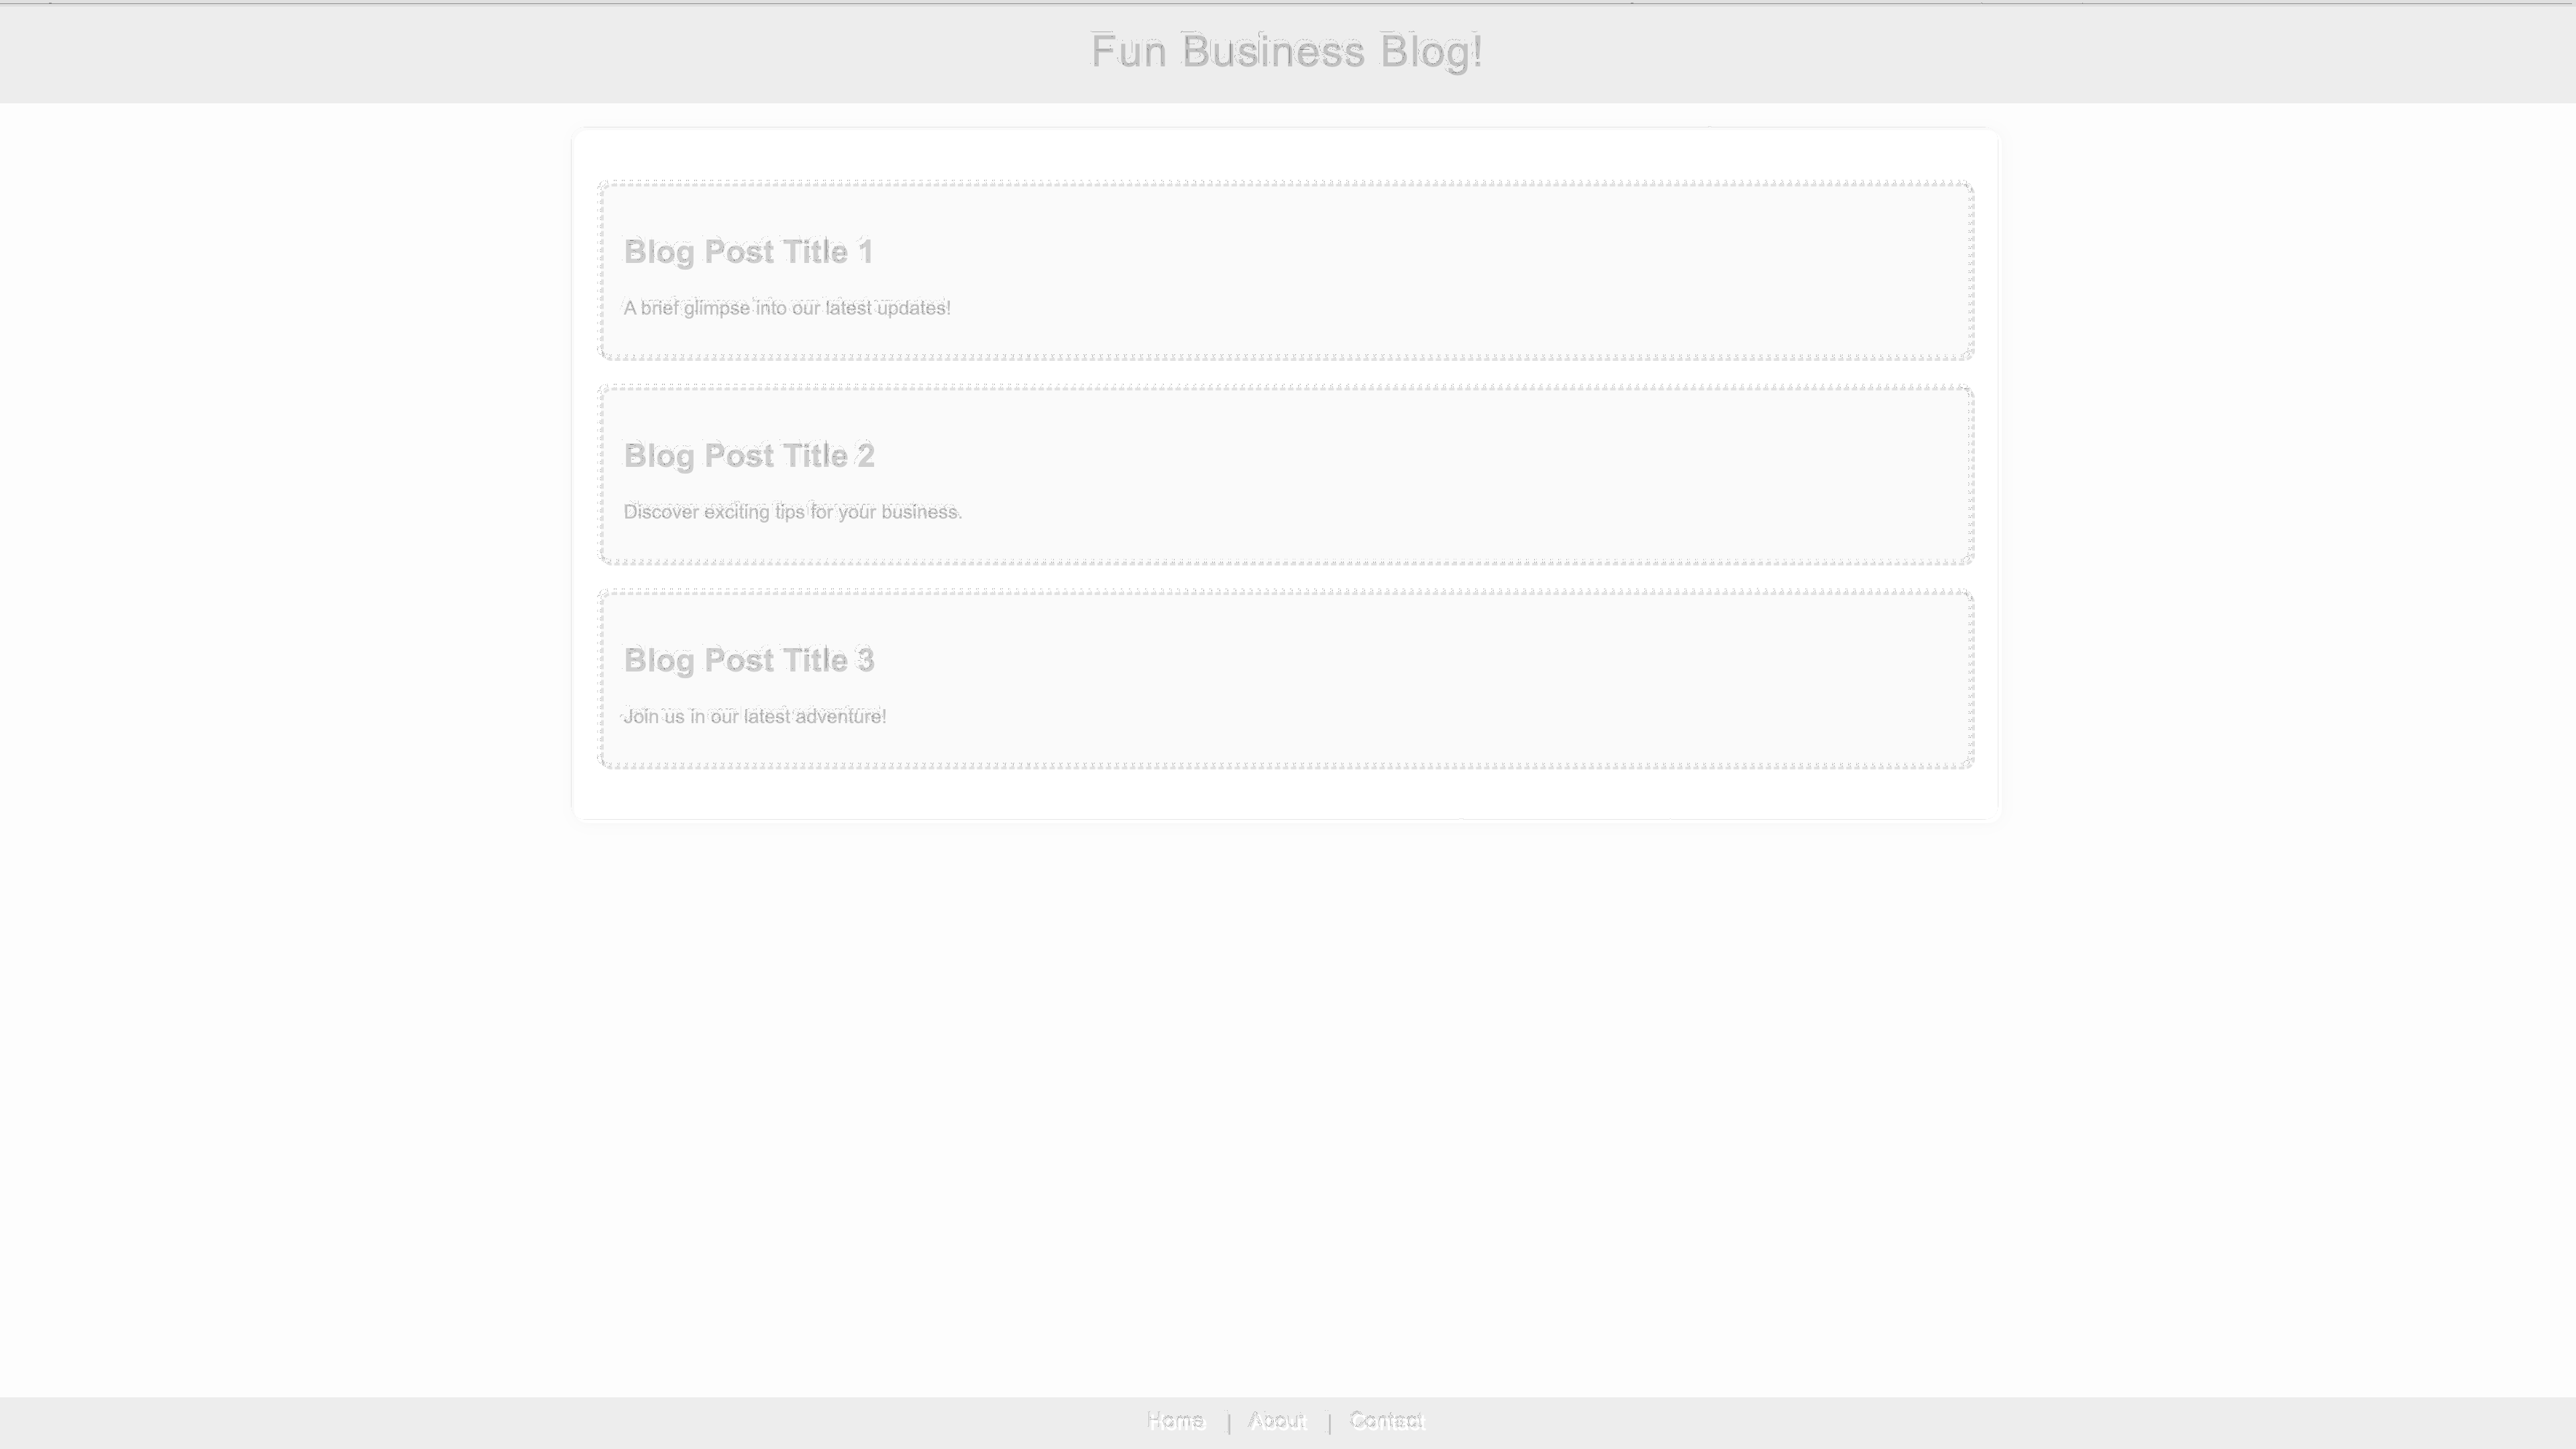 Fun Business Blog!
Blog Post Title 1
A brief glimpse into our latest updates!
Blog Post Title 2
Discover exciting tips for your business.
Blog Post Title 3
Join us in our latest adventure!
Home | About | Contact